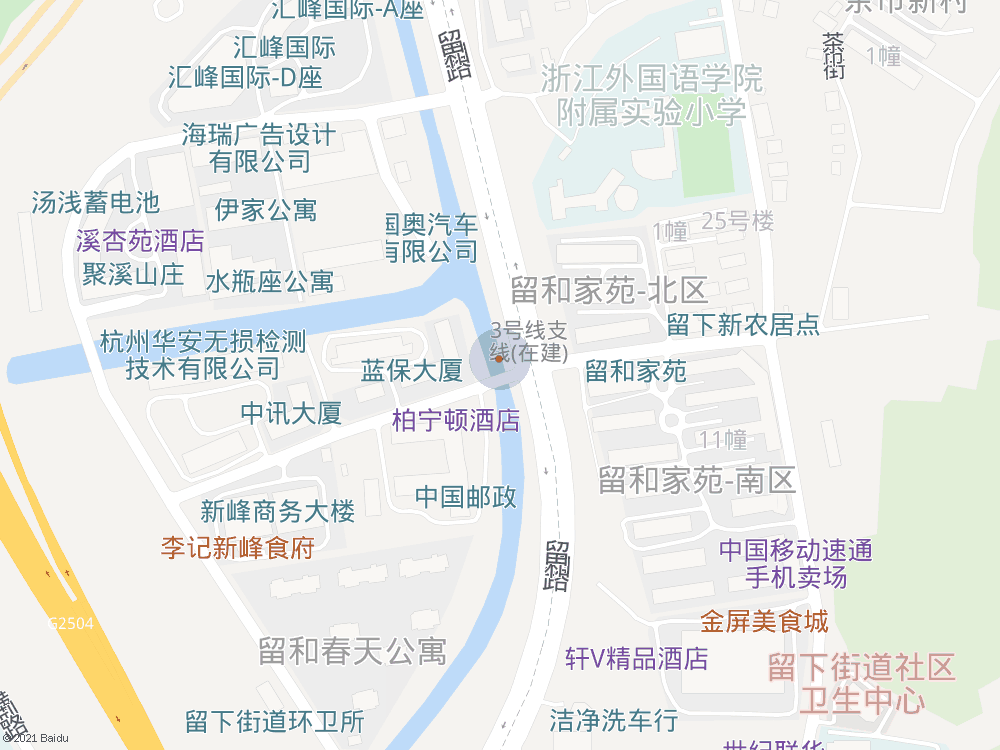 汇峰国际-A座
汇峰国际
汇峰国际-D座
留和路
浙江外国语学院
附属实验小学
茶市街
1幢
茶市新村
海瑞广告设计
有限公司
汤浅蓄电池
伊家公寓
国奥汽车
有限公司
溪杏苑酒店
聚溪山庄
水瓶座公寓
25号楼
1幢
留和家苑-北区
3号线支
线(在建)
留下新农居点
杭州华安无损检测
技术有限公司
蓝保大厦
留和家苑
中讯大厦
柏宁顿酒店
11幢
留和家苑-南区
中国邮政
新峰商务大楼
李记新峰食府
留和路
中国移动速通
手机卖场
G2504
金屏美食城
留和春天公寓
轩V精品酒店
留下街道社区
卫生中心
留下街道环卫所
洁净洗车行
世纪联华
© 2021 Baidu